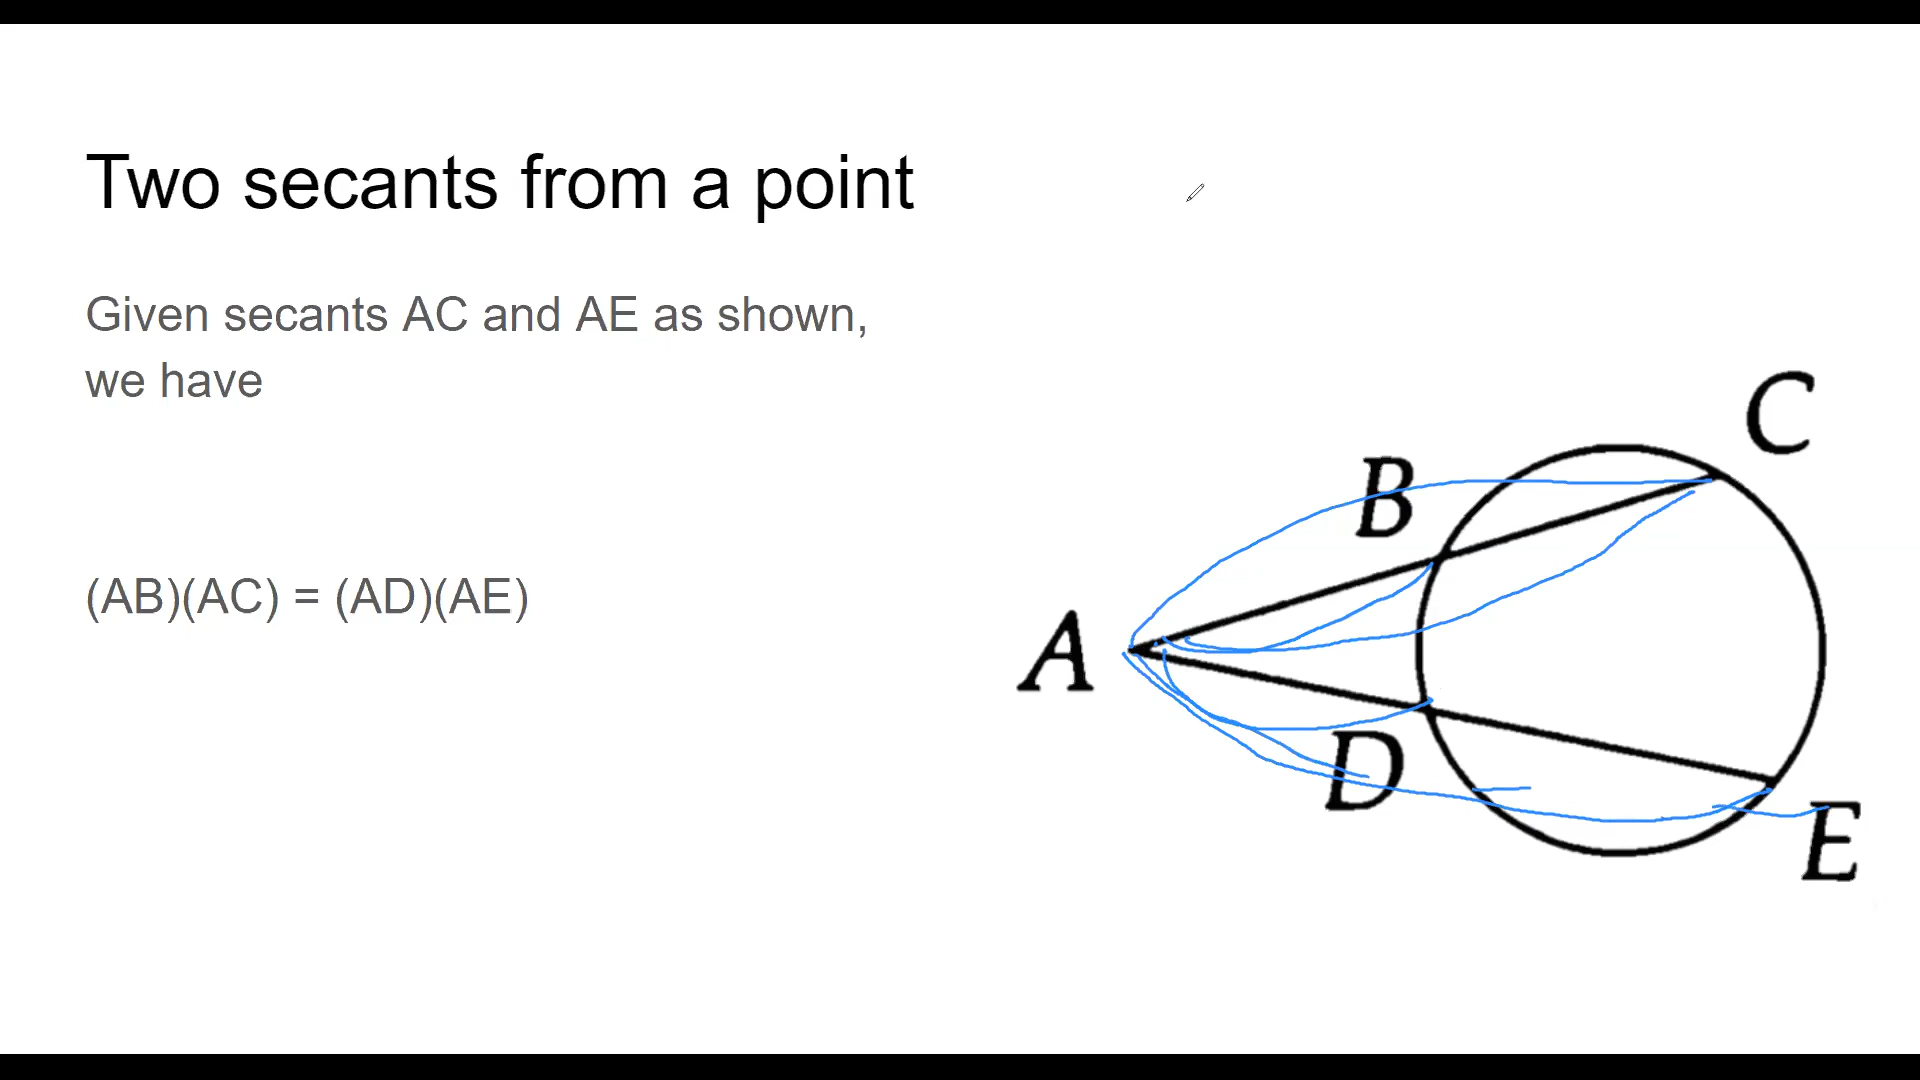 Two secants from a point
Given secants AC and AE as shown,
we have
(AB)(AC) = (AD)(AE)
C
B
A
D
E